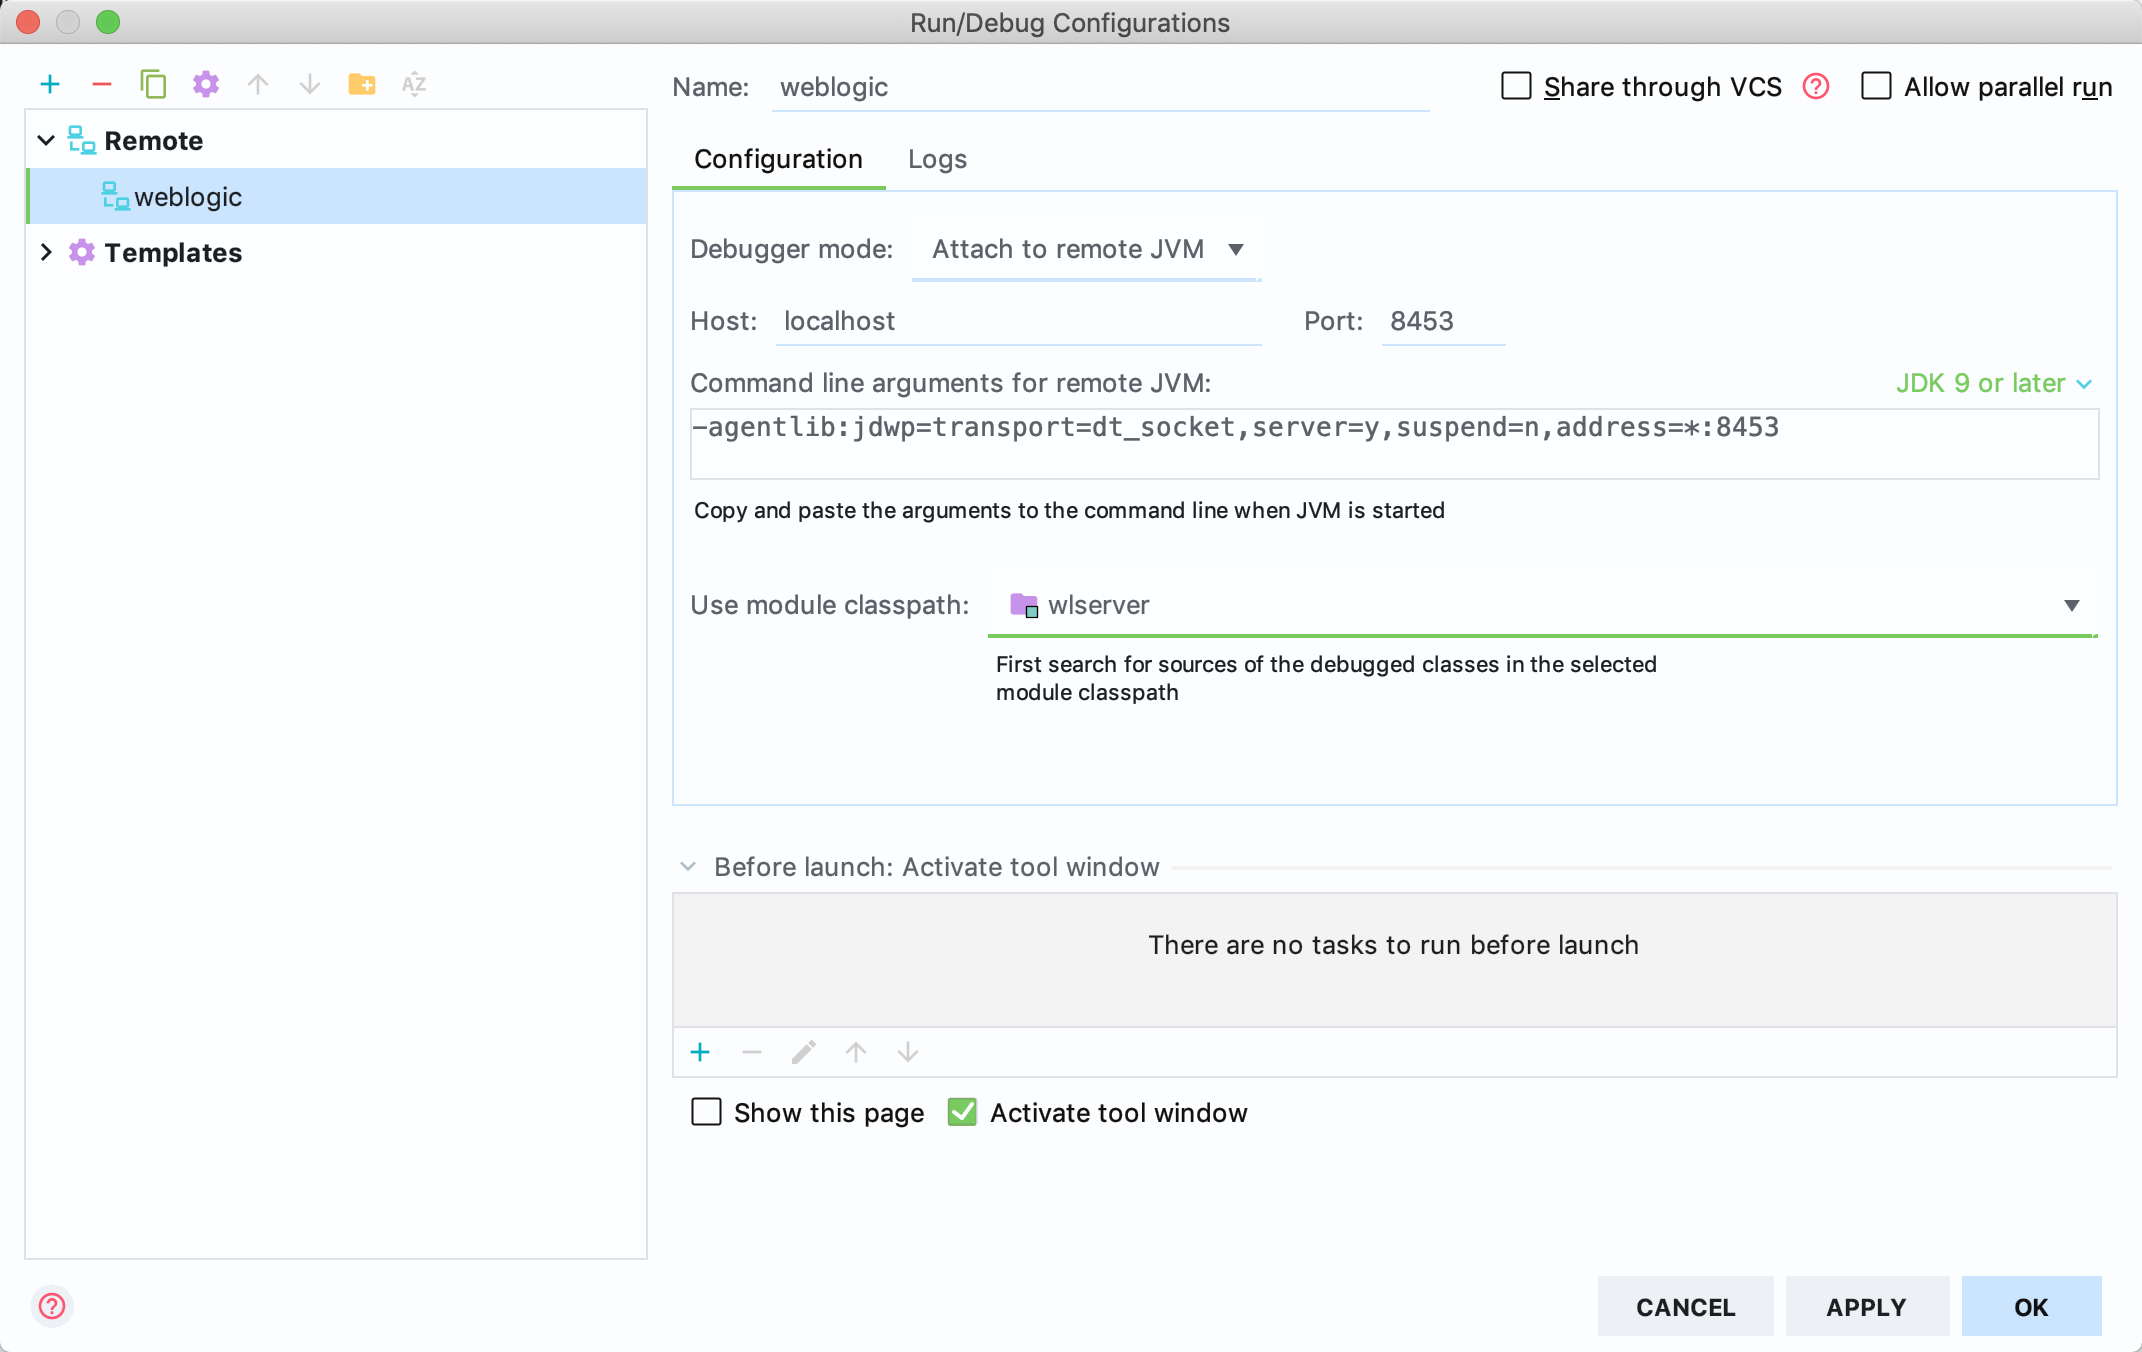 Run/Debug Configurations
Name: weblogic
Share through VCS
Allow parallel run
Remote
weblogic
Templates
Configuration
Logs
Debugger mode: Attach to remote JVM
Host: localhost
Port: 8453
Command line arguments for remote JVM:
JDK 9 or later
-agentlib:jdwp=transport=dt_socket,server=y,suspend=n,address=*:8453
Copy and paste the arguments to the command line when JVM is started
Use module classpath: wlserver
First search for sources of the debugged classes in the selected
module classpath
Before launch: Activate tool window
There are no tasks to run before launch
Show this page
Activate tool window
CANCEL
APPLY
OK